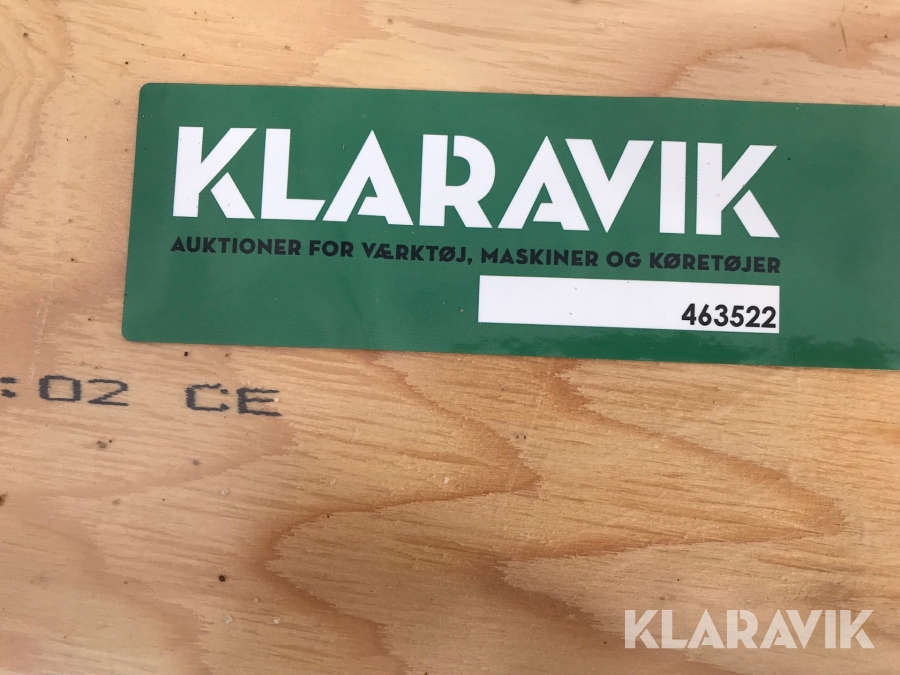 KLARAVIK
AUKTIONER FOR VÆRKTØJ, MASKINER OG KØRETØJER
463522
:02 CE
KLARAVIK